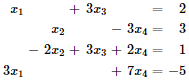 x₁ + 3x₃ = 2
x₂ − 3x₄ = 3
− 2x₂ + 3x₃ + 2x₄ = 1
3x₁ + 7x₄ = −5